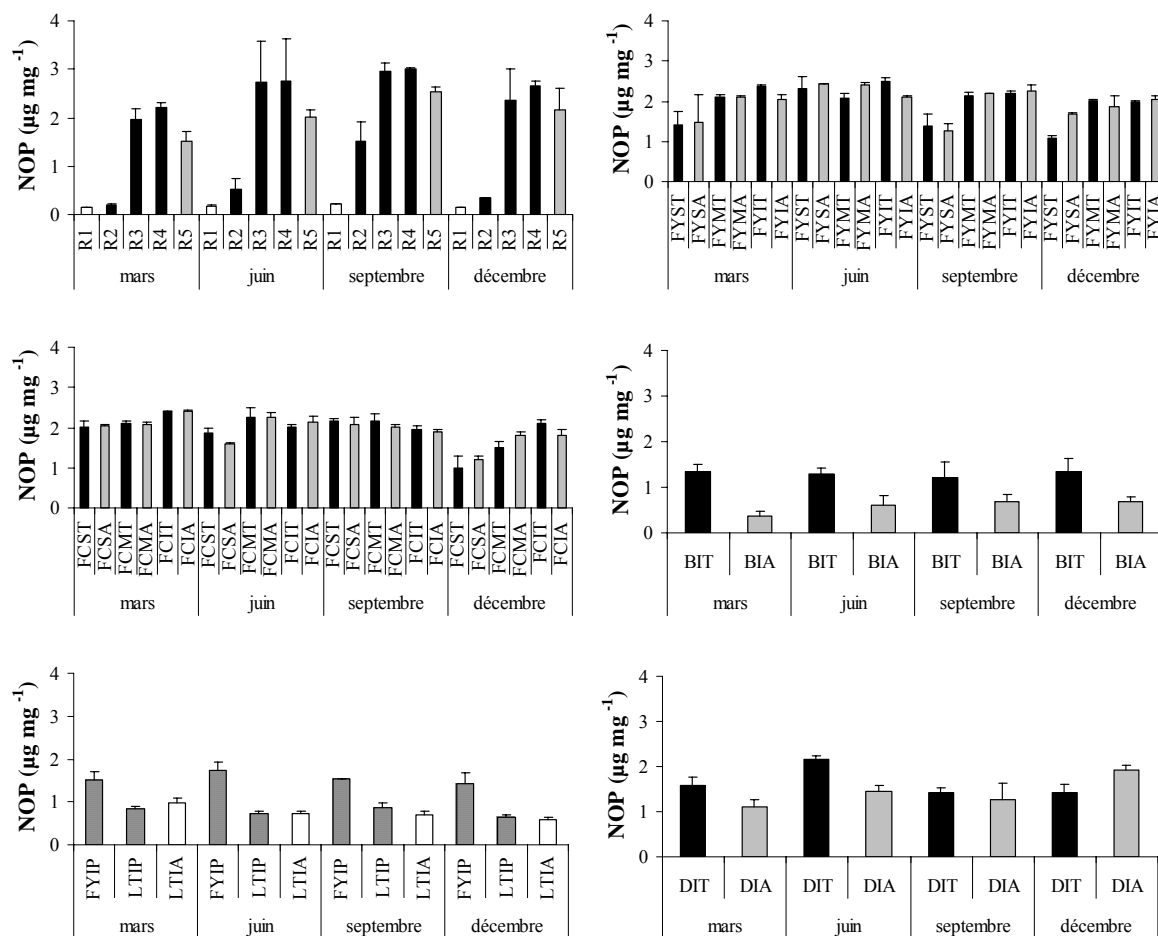 4
3
2
1
0
NOP (µg mg -1)
R1 R2 R3 R4 R5 R1 R2 R3 R4 R5 R1 R2 R3 R4 R5 R1 R2 R3 R4 R5
mars juin septembre décembre
4
3
2
1
0
NOP (µg mg -1)
FYST FYSA FYMT FYMA FYIT FYIA FYST FYSA FYMT FYMA FYIT FYIA FYST FYSA FYMT FYMA FYIT FYIA FYST FYSA FYMT FYMA FYIT FYIA
mars juin septembre décembre
4
3
2
1
0
NOP (µg mg -1)
FCST FCSA FCMT FCMA FCIT FCIA FCST FCSA FCMT FCMA FCIT FCIA FCST FCSA FCMT FCMA FCIT FCIA FCST FCSA FCMT FCMA FCIT FCIA
mars juin septembre décembre
4
3
2
1
0
NOP (µg mg -1)
BIT BIA BIT BIA BIT BIA BIT BIA
mars juin septembre décembre
4
3
2
1
0
NOP (µg mg -1)
FYIP LTIP LTIA FYIP LTIP LTIA FYIP LTIP LTIA FYIP LTIP LTIA
mars juin septembre décembre
4
3
2
1
0
NOP (µg mg -1)
DIT DIA DIT DIA DIT DIA DIT DIA
mars juin septembre décembre